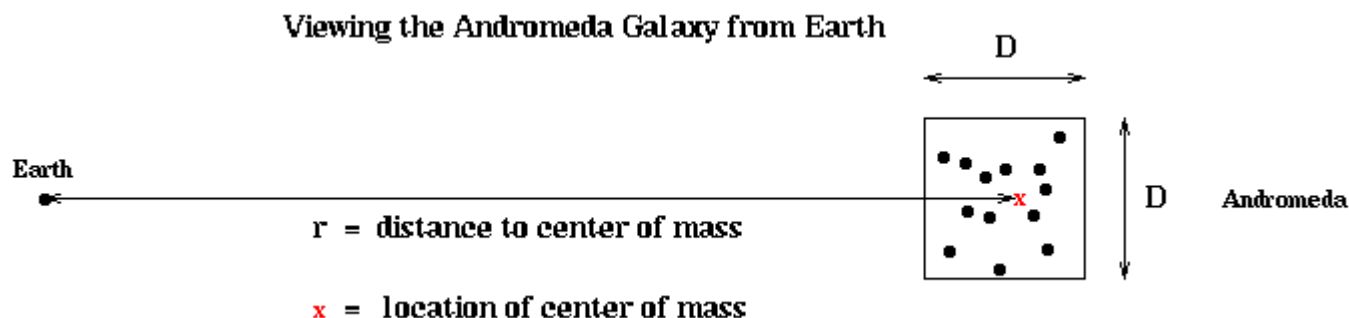 Viewing the Andromeda Galaxy from Earth
D
Earth
x
D
Andromeda
r = distance to center of mass
x = location of center of mass